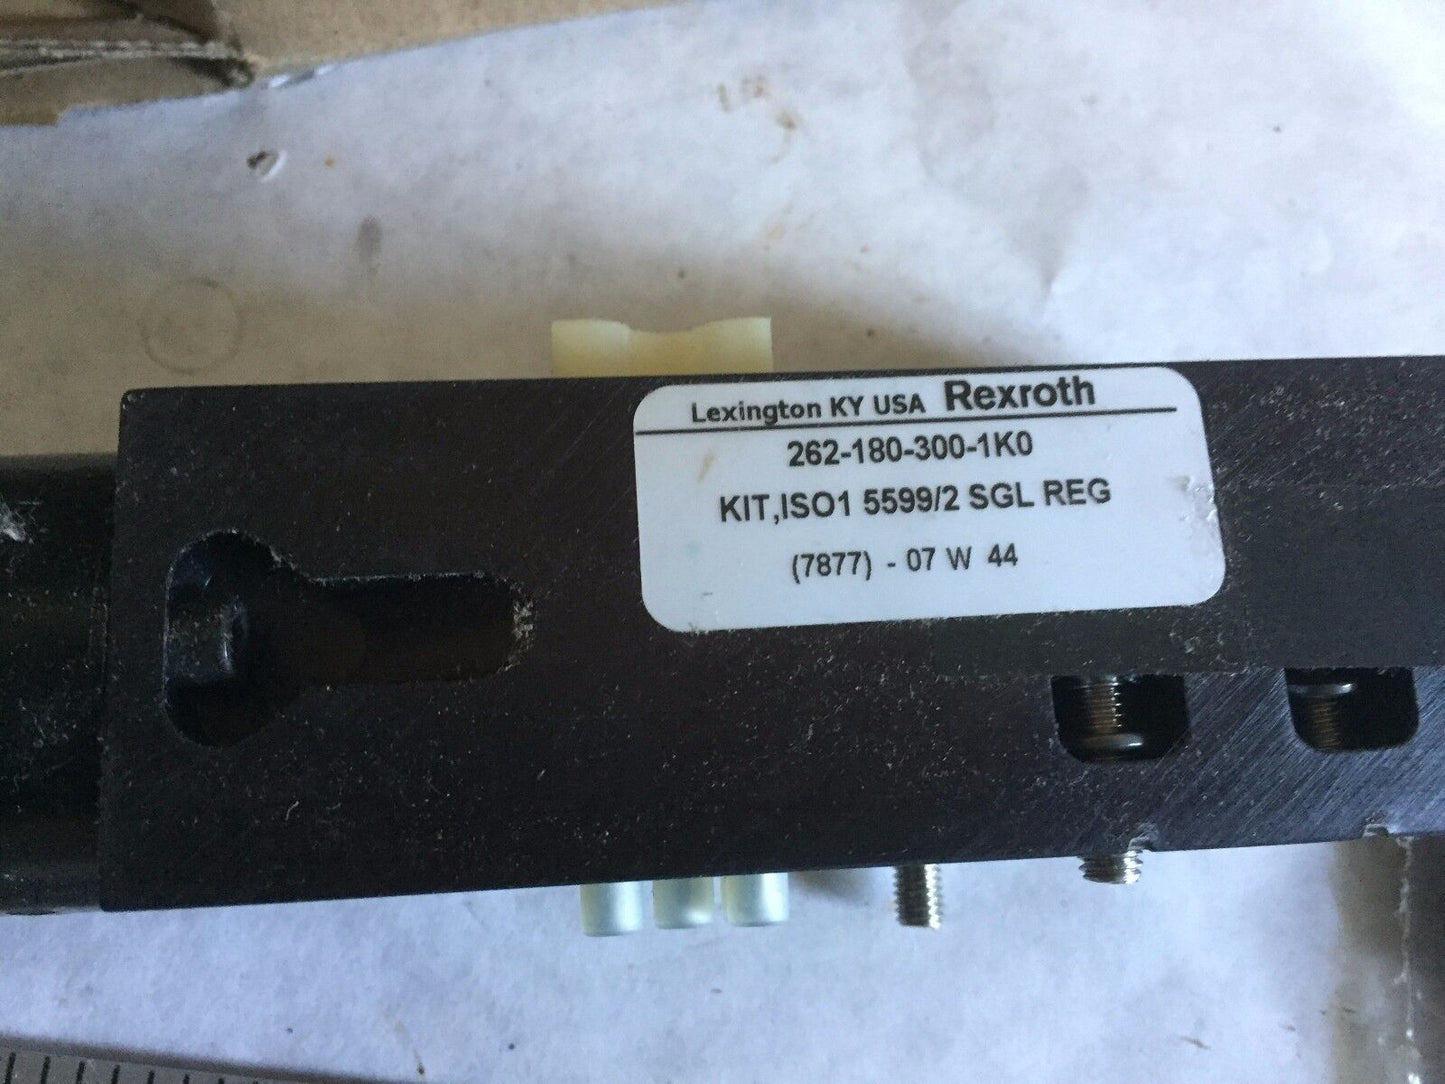 Lexington KY USA Rexroth
262-180-300-1K0
KIT,ISO1 5599/2 SGL REG
(7877) - 07 W 44